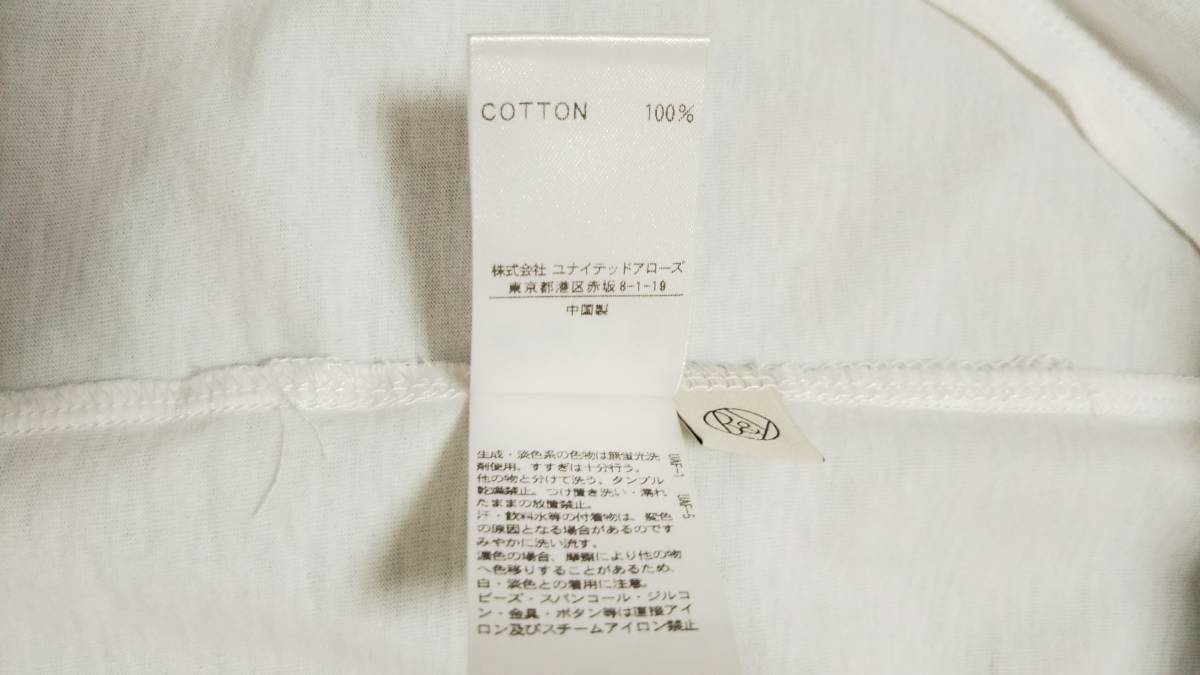 COTTON 100%
株式会社 ユナイテッドアローズ
東京都港区赤坂8-1-19
中国製
生成・淡色系の色物は無蛍光洗
剤使用。すすぎは十分行う。
他の物と分けて洗う。タンブル
乾燥禁止。つけ置き洗い・濡れ
たままの放置禁止。
汗・飲料水等の付着物は、変色
の原因となる場合があるのです
みやかに洗い流す。
濃色の場合、摩擦により他の物
へ色移りすることがあるため、
白・淡色との着用に注意。
ビーズ・スパンコール・ジルコ
ン・金具・ボタン等は直接アイ
ロン及びスチームアイロン禁止